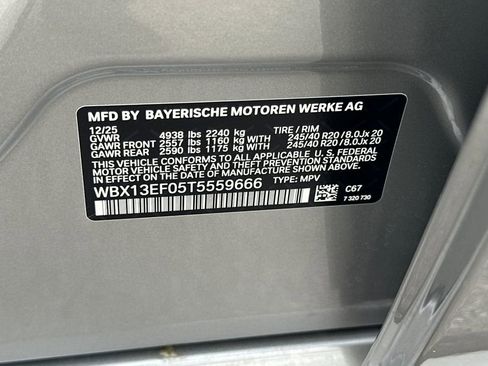 MFD BY BAYERISCHE MOTOREN WERKE AG
12/25 TIRE / RIM
GVWR 4938 lbs 2240 kg
GAWR FRONT 2557 lbs 1160 kg WITH 245/40 R20 / 8.0Jx 20
GAWR REAR 2590 lbs 1175 kg WITH 245/40 R20 / 8.0Jx 20
THIS VEHICLE CONFORMS TO ALL APPLICABLE U. S. FEDERAL
MOTOR VEHICLE SAFETY, BUMPER, AND THEFT PREVENTION
STANDARDS IN EFFECT ON THE DATE OF MANUFACTURE SHOWN ABOVE.
WBX13EF05T5559666 TYPE: MPV
C67
7 320 730